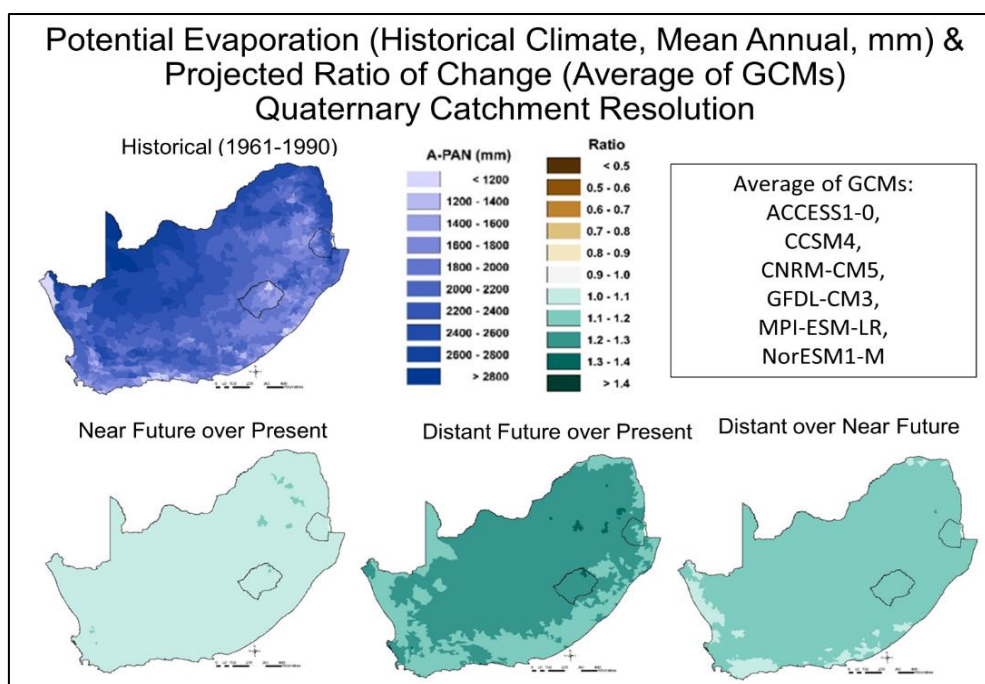 Potential Evaporation (Historical Climate, Mean Annual, mm) &
Projected Ratio of Change (Average of GCMs)
Quaternary Catchment Resolution
Historical (1961-1990)
A-PAN (mm)
< 1200
1200 - 1400
1400 - 1600
1600 - 1800
1800 - 2000
2000 - 2200
2200 - 2400
2400 - 2600
2600 - 2800
> 2800
Ratio
< 0.5
0.5 - 0.6
0.6 - 0.7
0.7 - 0.8
0.8 - 0.9
0.9 - 1.0
1.0 - 1.1
1.1 - 1.2
1.2 - 1.3
1.3 - 1.4
> 1.4
Average of GCMs:
ACCESS1-0,
CCSM4,
CNRM-CM5,
GFDL-CM3,
MPI-ESM-LR,
NorESM1-M
Near Future over Present
Distant Future over Present
Distant over Near Future